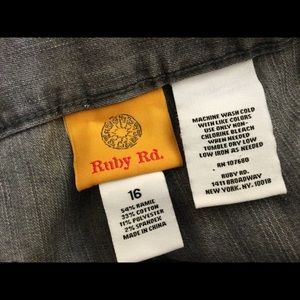 Ruby Rd.
16
54% RAMIE
33% COTTON
11% POLYESTER
2% SPANDEX
MADE IN CHINA
MACHINE WASH COLD
WITH LIKE COLORS
USE ONLY NON-
CHLORINE BLEACH
WHEN NEEDED
TUMBLE DRY LOW
LOW IRON AS NEEDED
RN 107680
RUBY RD.
1411 BROADWAY
NEW YORK, NY. 10018